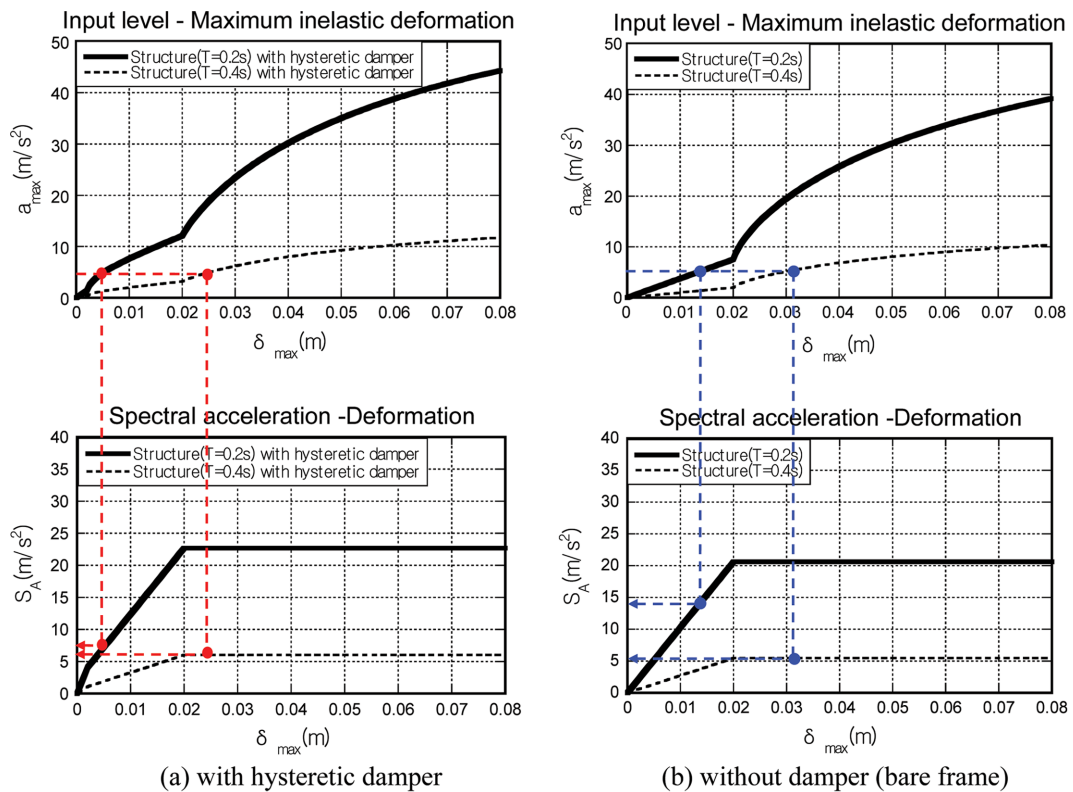 Input level - Maximum inelastic deformation
50
40
30
20
10
0
a max (m/s²)
Structure(T=0.2s) with hysteretic damper
Structure(T=0.4s) with hysteretic damper
0 0.01 0.02 0.03 0.04 0.05 0.06 0.07 0.08
δ max (m)
Spectral acceleration -Deformation
40
35
30
25
20
15
10
5
0
S A (m/s²)
Structure(T=0.2s) with hysteretic damper
Structure(T=0.4s) with hysteretic damper
0 0.01 0.02 0.03 0.04 0.05 0.06 0.07 0.08
δ max (m)
(a) with hysteretic damper
Input level - Maximum inelastic deformation
50
40
30
20
10
0
a max (m/s²)
Structure(T=0.2s)
Structure(T=0.4s)
0 0.01 0.02 0.03 0.04 0.05 0.06 0.07 0.08
δ max (m)
Spectral acceleration -Deformation
40
35
30
25
20
15
10
5
0
S A (m/s²)
Structure(T=0.2s)
Structure(T=0.4s)
0 0.01 0.02 0.03 0.04 0.05 0.06 0.07 0.08
δ max (m)
(b) without damper (bare frame)